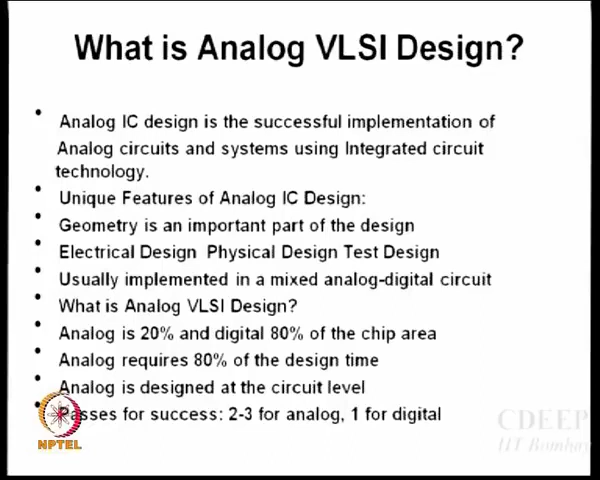 What is Analog VLSI Design?
• Analog IC design is the successful implementation of
Analog circuits and systems using Integrated circuit
technology.
• Unique Features of Analog IC Design:
• Geometry is an important part of the design
• Electrical Design Physical Design Test Design
• Usually implemented in a mixed analog-digital circuit
• What is Analog VLSI Design?
• Analog is 20% and digital 80% of the chip area
• Analog requires 80% of the design time
• Analog is designed at the circuit level
• Passes for success: 2-3 for analog, 1 for digital
NPTEL
CDEEP
IIT Bombay